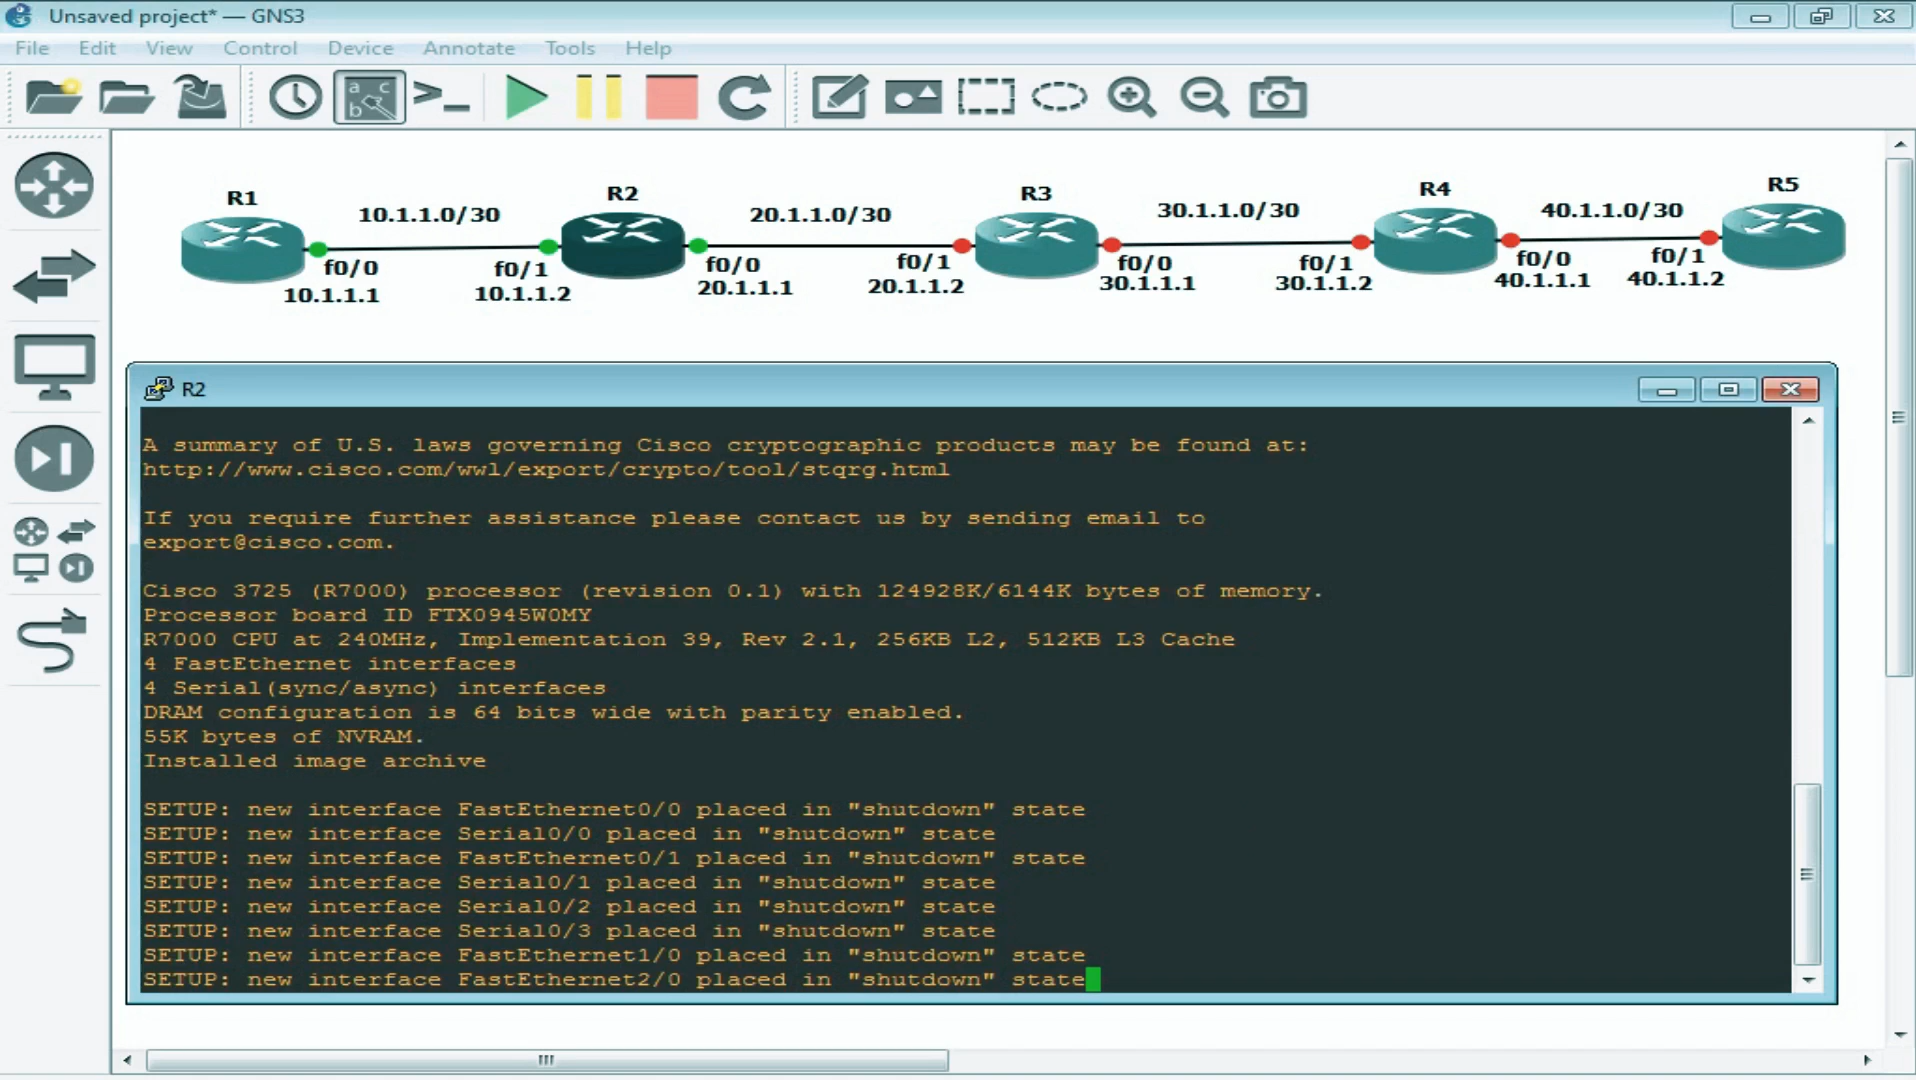 Unsaved project* — GNS3
File Edit View Control Device Annotate Tools Help
a c
b
R1 10.1.1.0/30 R2 20.1.1.0/30 R3 30.1.1.0/30 R4 40.1.1.0/30 R5
f0/0 f0/1 f0/0 f0/1 f0/0 f0/1 f0/0 f0/1
10.1.1.1 10.1.1.2 20.1.1.1 20.1.1.2 30.1.1.1 30.1.1.2 40.1.1.1 40.1.1.2
R2
A summary of U.S. laws governing Cisco cryptographic products may be found at:
http://www.cisco.com/wwl/export/crypto/tool/stqrg.html
If you require further assistance please contact us by sending email to
export@cisco.com.
Cisco 3725 (R7000) processor (revision 0.1) with 124928K/6144K bytes of memory.
Processor board ID FTX0945W0MY
R7000 CPU at 240MHz, Implementation 39, Rev 2.1, 256KB L2, 512KB L3 Cache
4 FastEthernet interfaces
4 Serial(sync/async) interfaces
DRAM configuration is 64 bits wide with parity enabled.
55K bytes of NVRAM.
Installed image archive
SETUP: new interface FastEthernet0/0 placed in "shutdown" state
SETUP: new interface Serial0/0 placed in "shutdown" state
SETUP: new interface FastEthernet0/1 placed in "shutdown" state
SETUP: new interface Serial0/1 placed in "shutdown" state
SETUP: new interface Serial0/2 placed in "shutdown" state
SETUP: new interface Serial0/3 placed in "shutdown" state
SETUP: new interface FastEthernet1/0 placed in "shutdown" state
SETUP: new interface FastEthernet2/0 placed in "shutdown" state